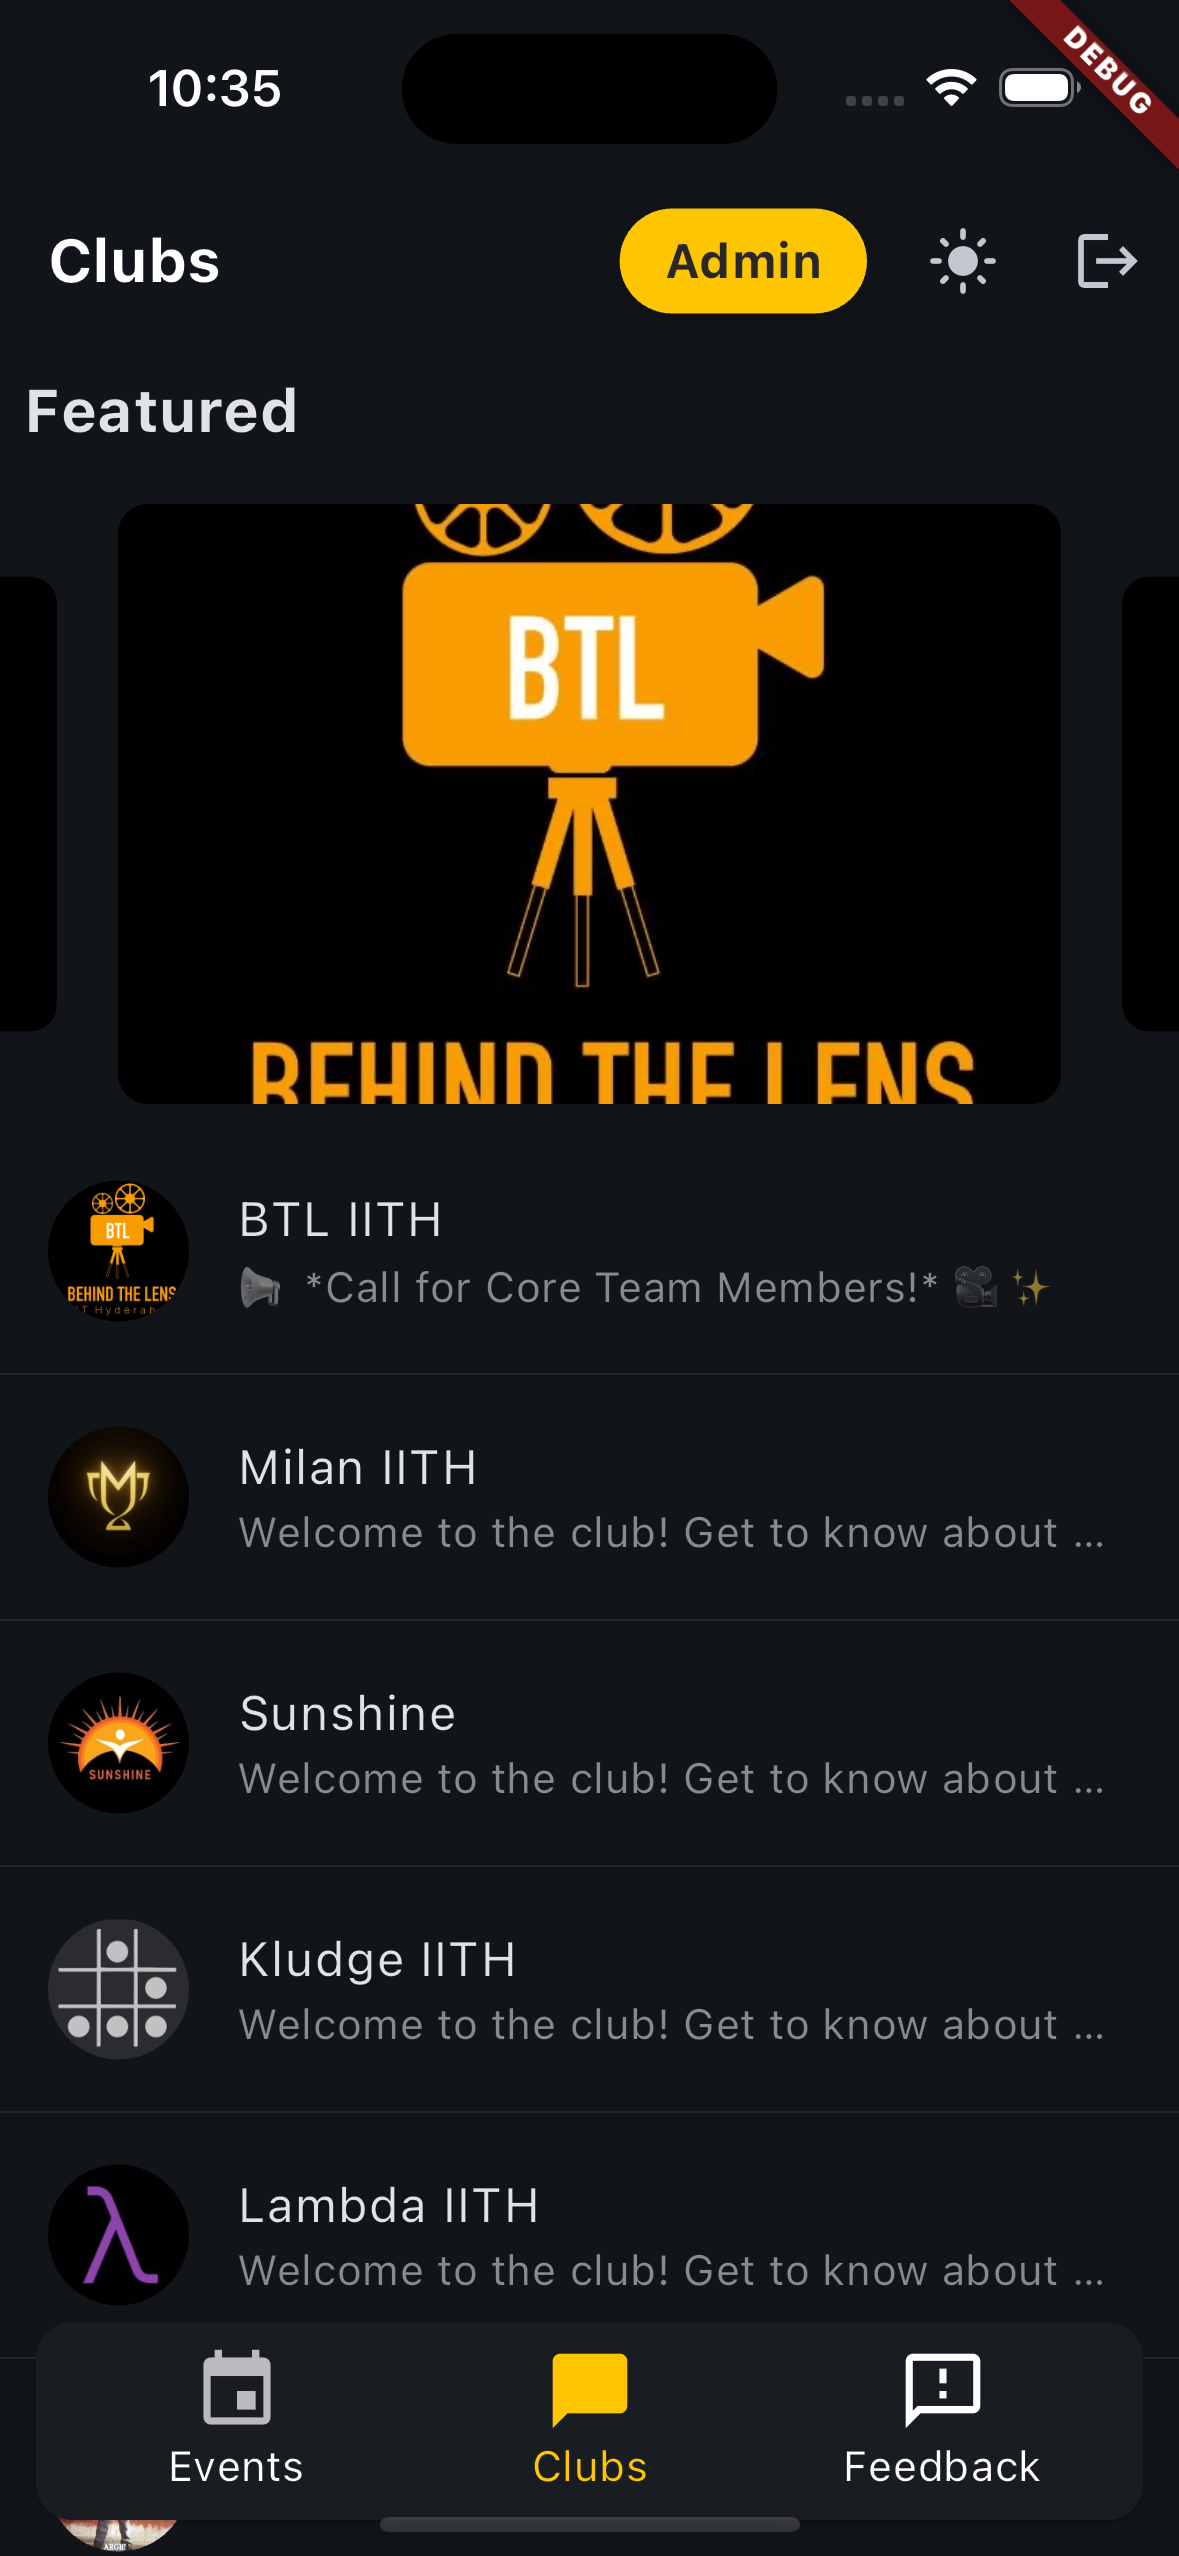 10:35
DEBUG
Clubs
Admin
Featured
BTL
BEHIND THE LENS
BTL
BEHIND THE LENS
BTL IITH
📢 *Call for Core Team Members!* 🎥 ✨
Milan IITH
Welcome to the club! Get to know about ...
SUNSHINE
Sunshine
Welcome to the club! Get to know about ...
Kludge IITH
Welcome to the club! Get to know about ...
λ
Lambda IITH
Welcome to the club! Get to know about ...
Events
Clubs
Feedback
ARGH!